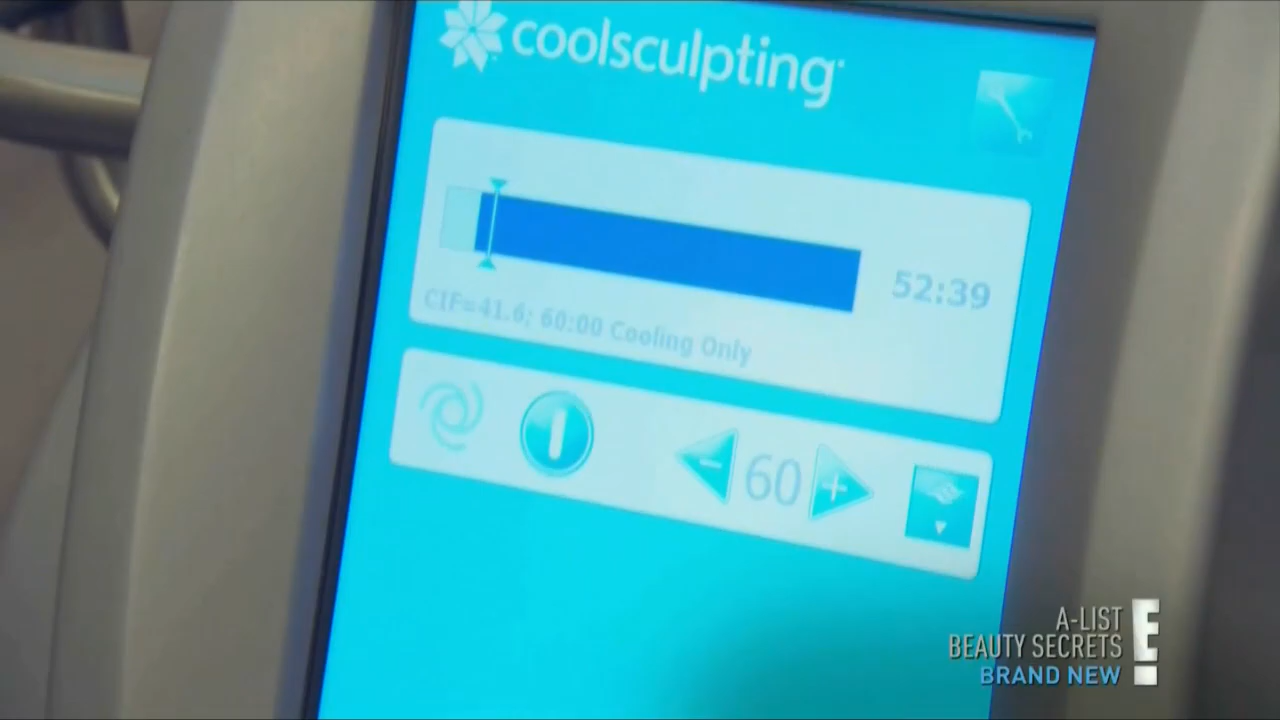 coolsculpting
52:39
CIF=41.6; 60:00 Cooling Only
- 60 +
A-LIST
BEAUTY SECRETS
BRAND NEW
E!